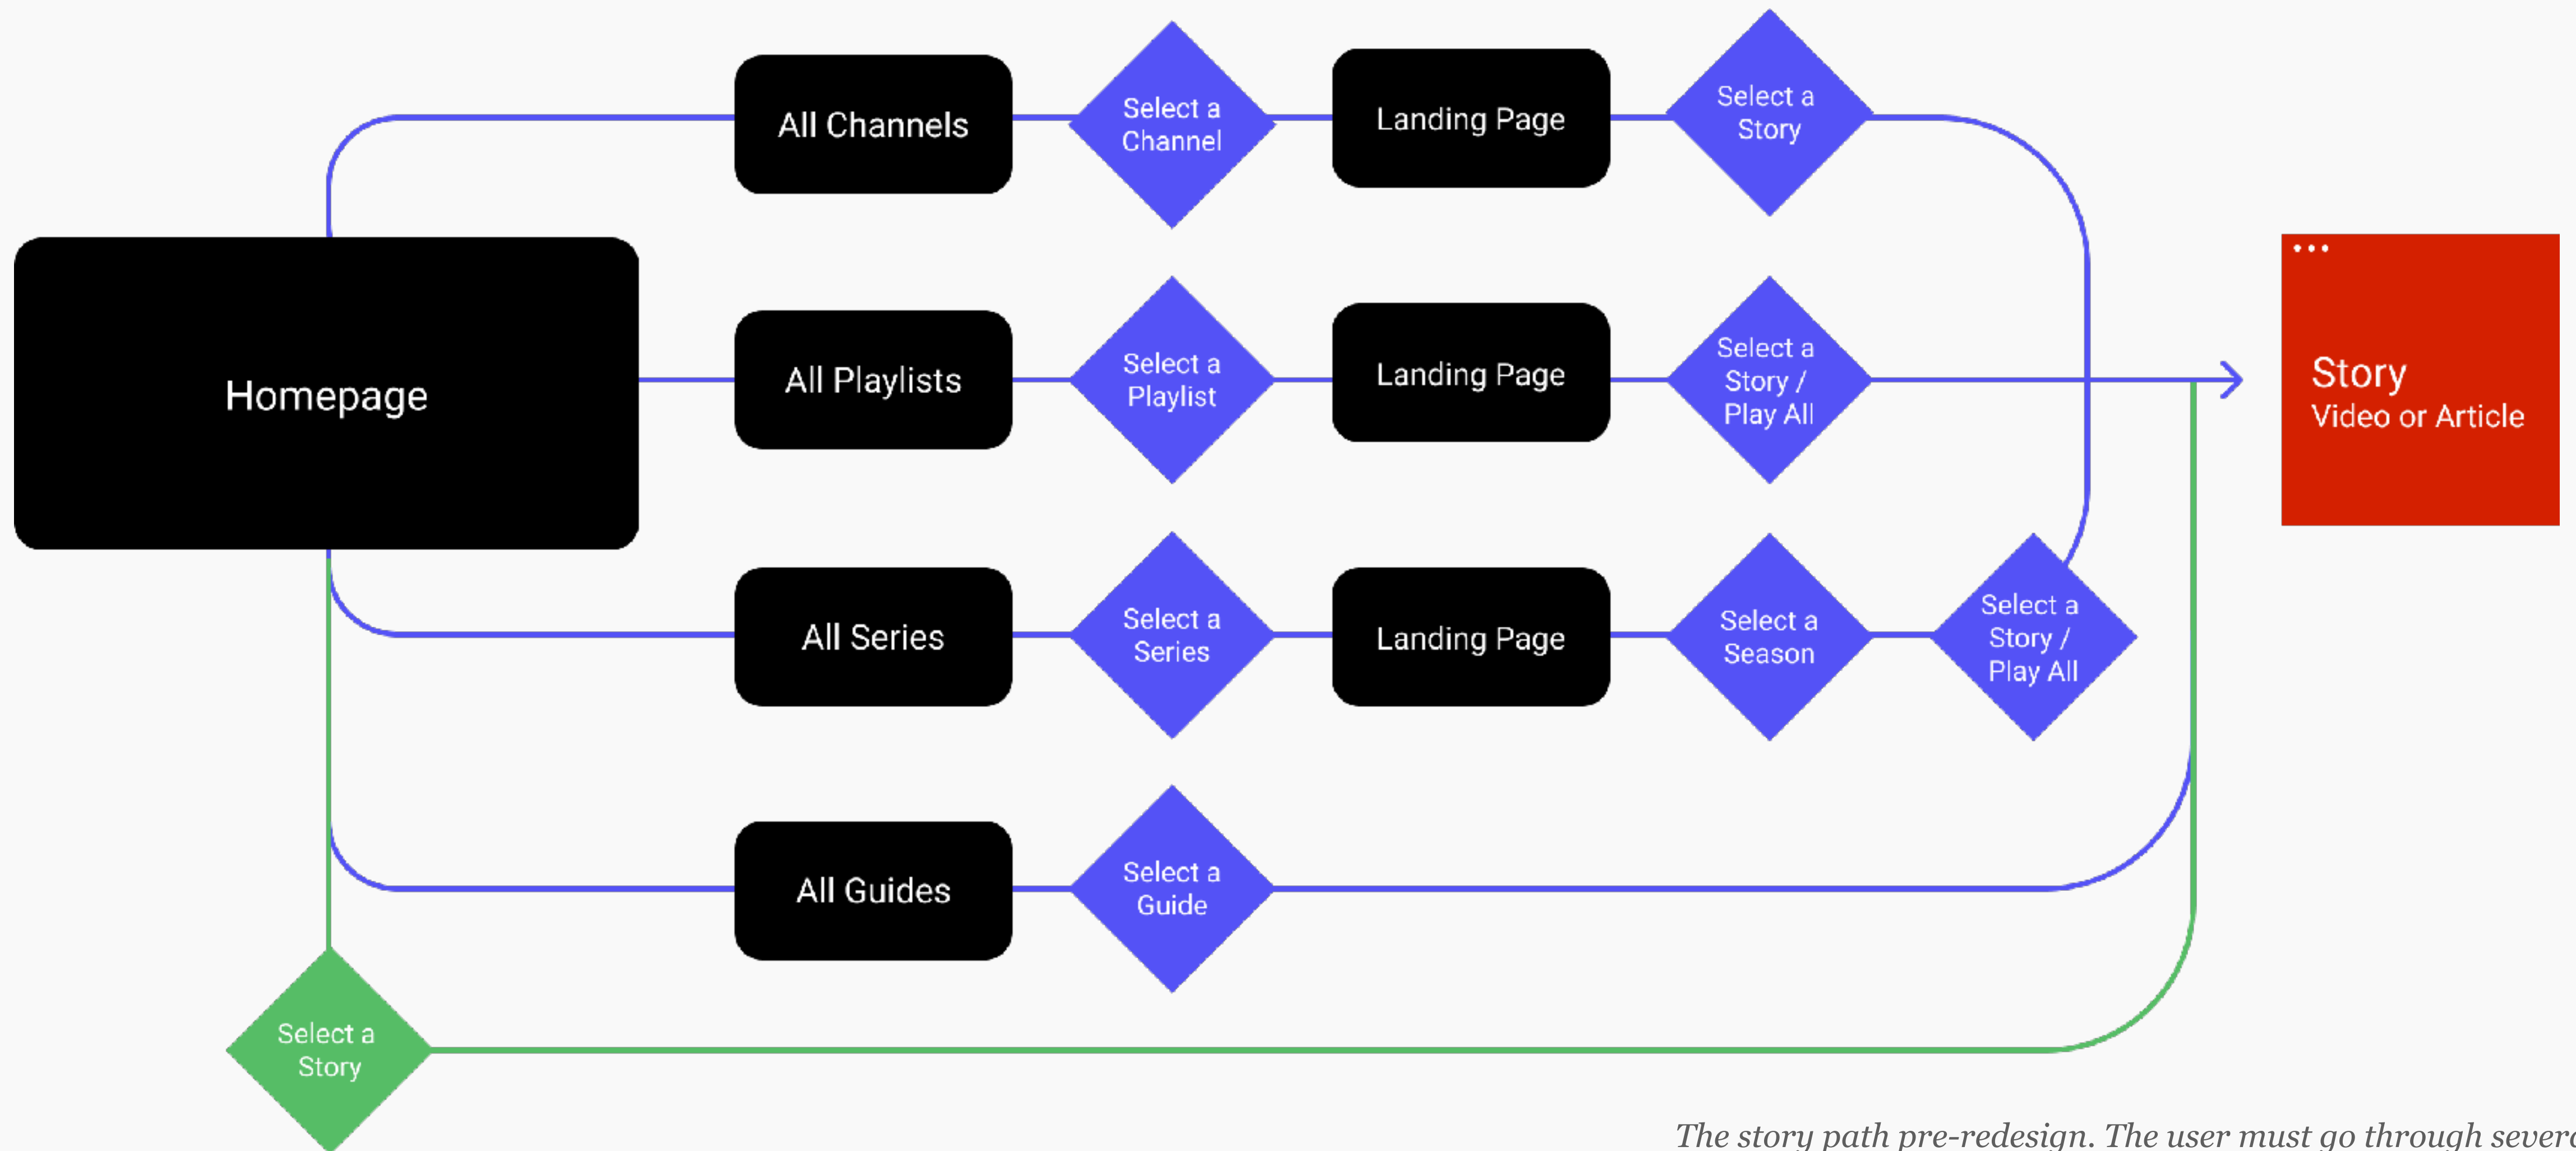 All Channels
Select a
Channel
Landing Page
Select a
Story
Homepage
All Playlists
Select a
Playlist
Landing Page
Select a
Story /
Play All
Story
Video or Article
All Series
Select a
Series
Landing Page
Select a
Season
Select a
Story /
Play All
All Guides
Select a
Guide
Select a
Story
The story path pre-redesign. The user must go through